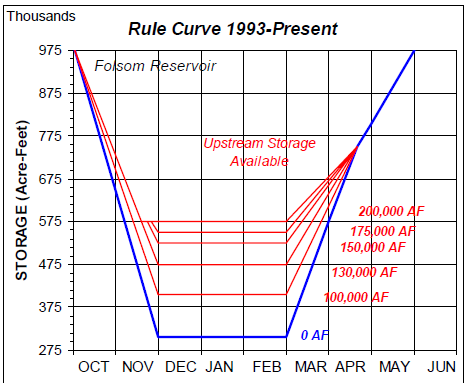 Thousands
Rule Curve 1993-Present
975
Folsom Reservoir
875
775
Upstream Storage
Available
675
STORAGE (Acre-Feet)
575
200,000 AF
175,000 AF
150,000 AF
475
130,000 AF
100,000 AF
375
0 AF
275
OCT NOV DEC JAN FEB MAR APR MAY JUN